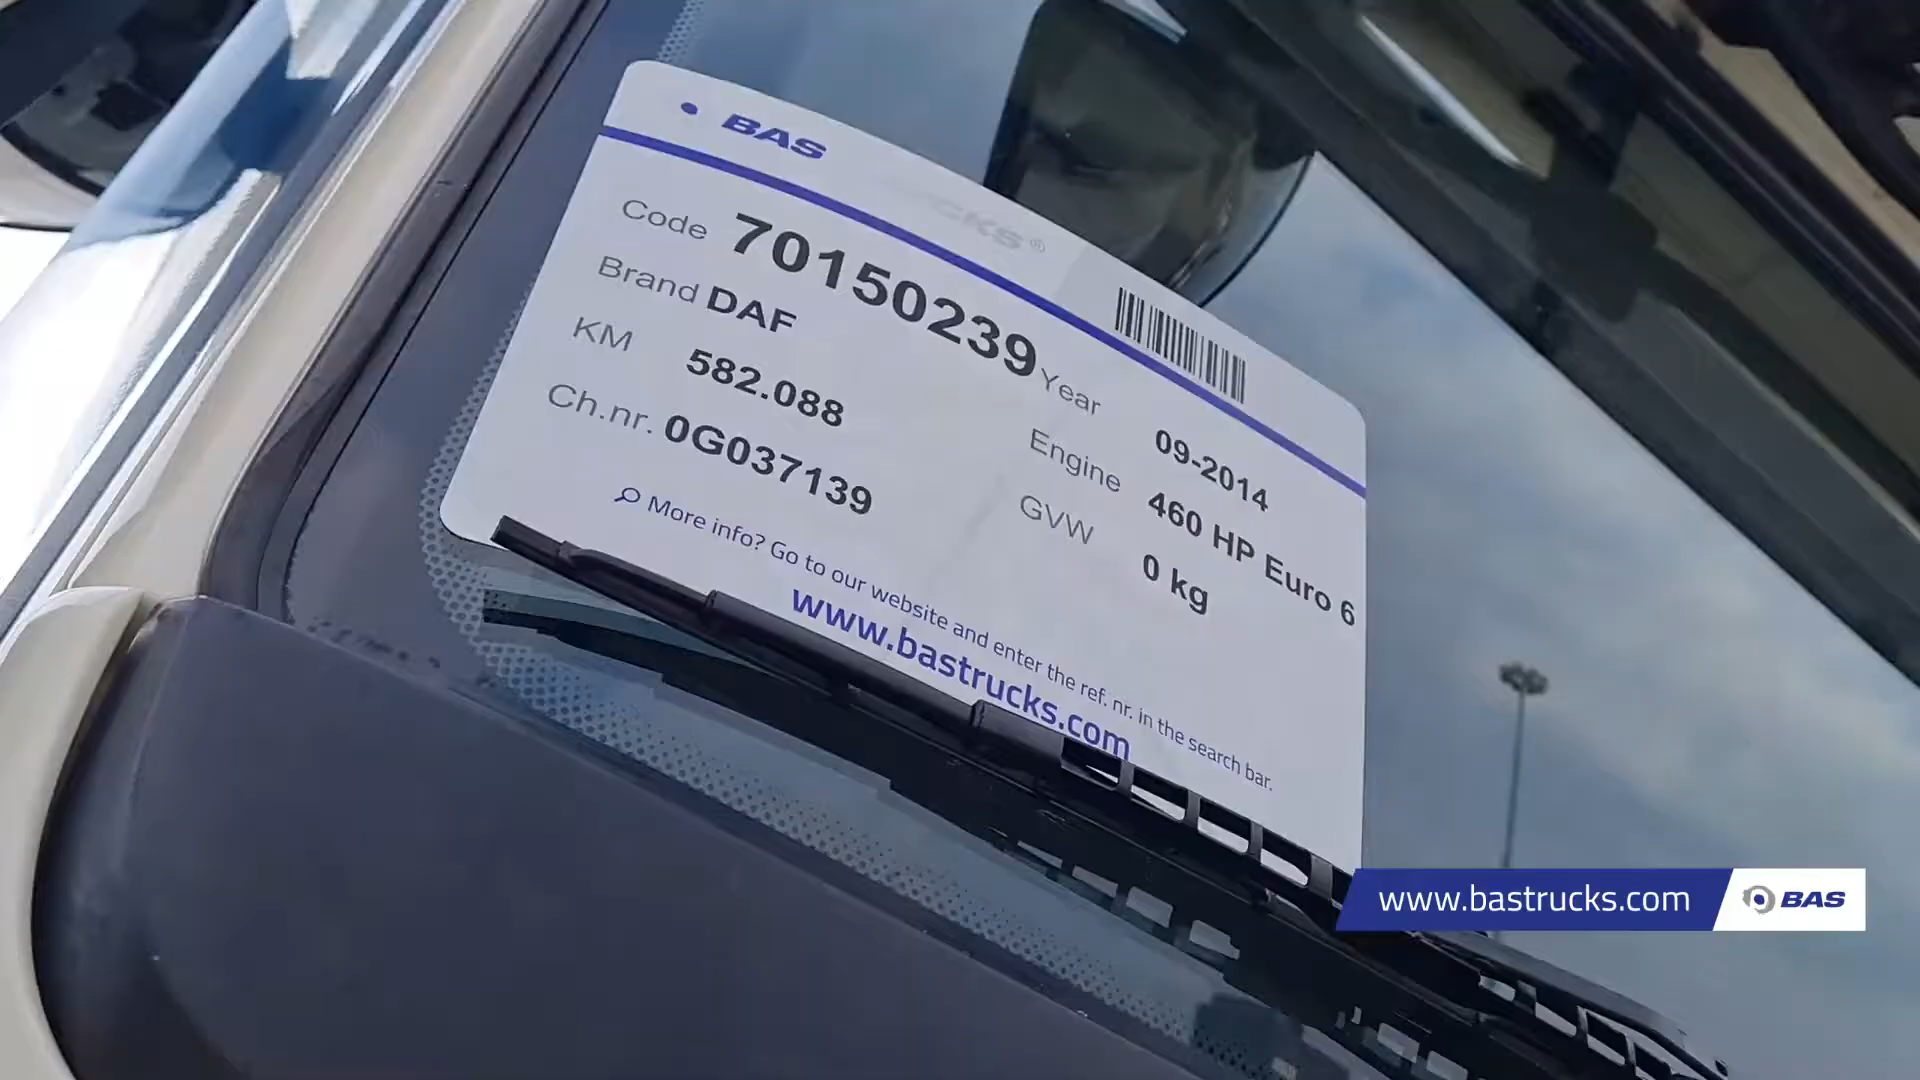 BAS
Code 70150239
Brand DAF
KM 582.088
Ch.nr. 0G037139
Year 09-2014
Engine 460 HP Euro 6
GVW 0 kg
More info? Go to our website and enter the ref. nr. in the search bar.
www.bastrucks.com
www.bastrucks.com BAS